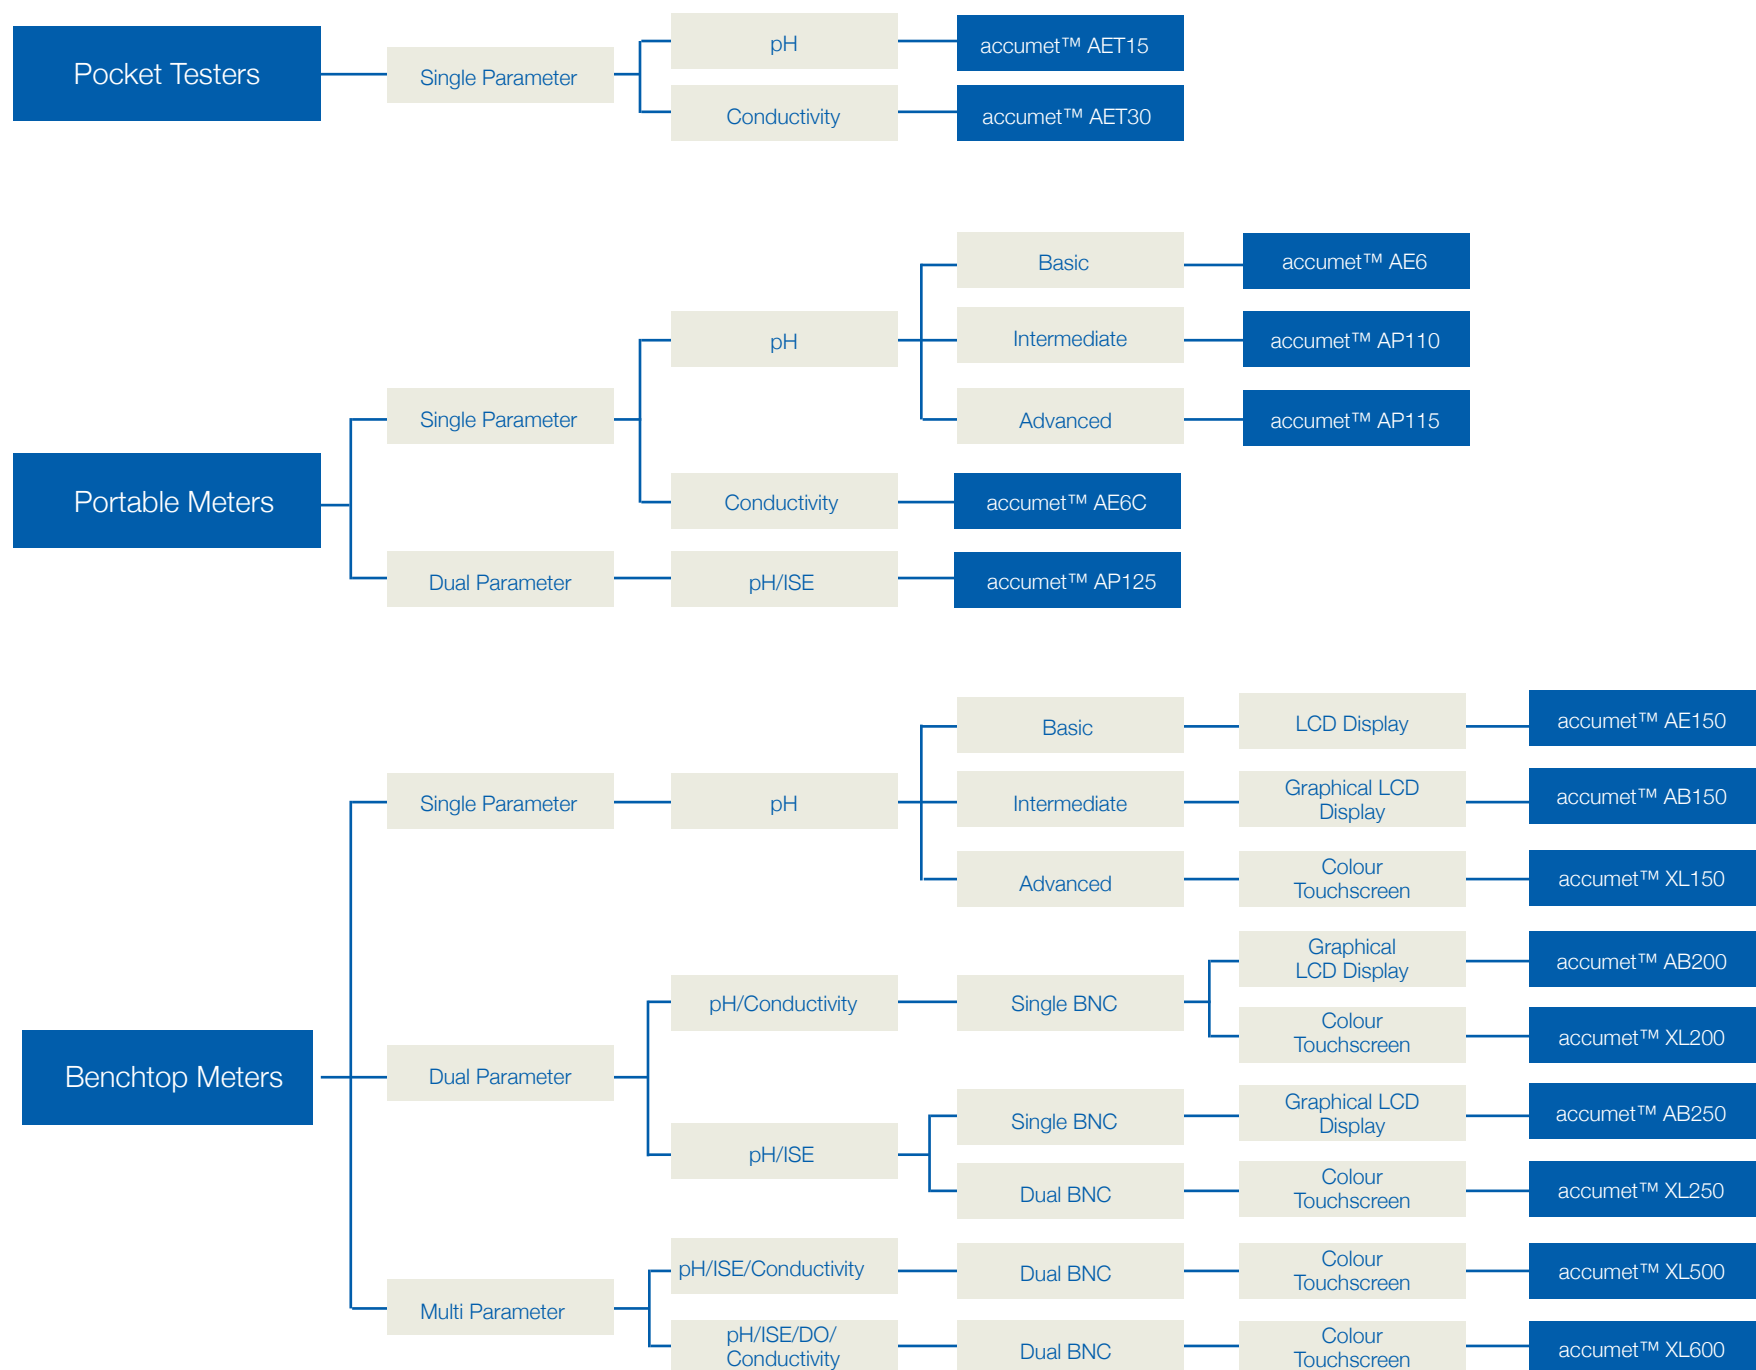 Pocket Testers
Single Parameter
pH
accumet™ AET15
Conductivity
accumet™ AET30
Portable Meters
Single Parameter
pH
Basic
accumet™ AE6
Intermediate
accumet™ AP110
Advanced
accumet™ AP115
Conductivity
accumet™ AE6C
Dual Parameter
pH/ISE
accumet™ AP125
Benchtop Meters
Single Parameter
pH
Basic
LCD Display
accumet™ AE150
Intermediate
Graphical LCD
Display
accumet™ AB150
Advanced
Colour
Touchscreen
accumet™ XL150
Dual Parameter
pH/Conductivity
Single BNC
Graphical
LCD Display
accumet™ AB200
Colour
Touchscreen
accumet™ XL200
pH/ISE
Single BNC
Graphical LCD
Display
accumet™ AB250
Dual BNC
Colour
Touchscreen
accumet™ XL250
Multi Parameter
pH/ISE/Conductivity
Dual BNC
Colour
Touchscreen
accumet™ XL500
pH/ISE/DO/
Conductivity
Dual BNC
Colour
Touchscreen
accumet™ XL600